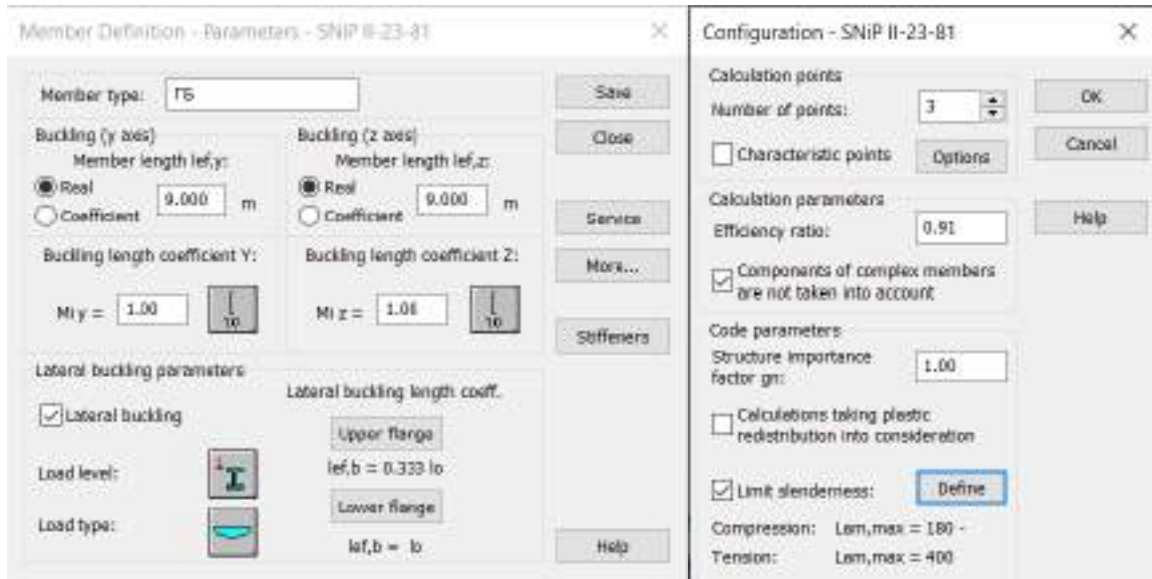 Member Definition - Parameters - SNiP II-23-81
Member type: ГБ
Save
Buckling (y axis)
Buckling (z axis)
Close
Member length lef,y:
Member length lef,z:
Real
9.000 m
Real
9.000 m
Coefficient
Coefficient
Service
Buckling length coefficient Y:
Buckling length coefficient Z:
More...
Mi y = 1.00
1.0
Mi z =
1.0
Stiffeners
Lateral buckling parameters
Lateral buckling length coeff.
Lateral buckling
Upper flange
Load level:
lef,b = 0.333 lo
Lower flange
Load type:
lef,b = lo
Help
Configuration - SNiP II-23-81
Calculation points
Number of points: 3
OK
Cancel
Characteristic points
Options
Calculation parameters
Efficiency ratio: 0.91
Help
Components of complex members
are not taken into account
Code parameters
Structure importance
factor gn: 1.00
Calculations taking plastic
redistribution into consideration
Limit slenderness:
Define
Compression: Lam,max = 180 -
Tension: Lam,max = 400